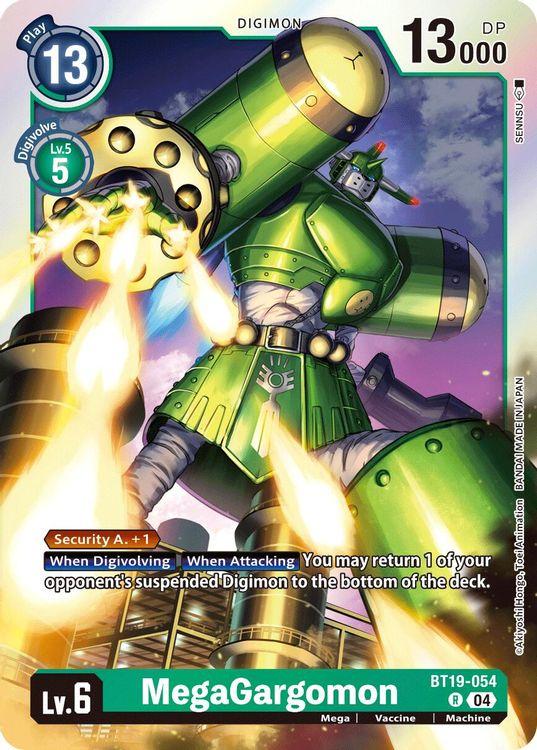 Play
13
DIGIMON
DP
13000
Digivolve
Lv.5
5
SENNSU
Security A. +1
When Digivolving When Attacking You may return 1 of your
opponent's suspended Digimon to the bottom of the deck.
©Akiyoshi Hongo, Toei Animation BANDAI MADE IN JAPAN
Lv.6
MegaGargomon
BT19-054
R 04
Mega | Vaccine | Machine